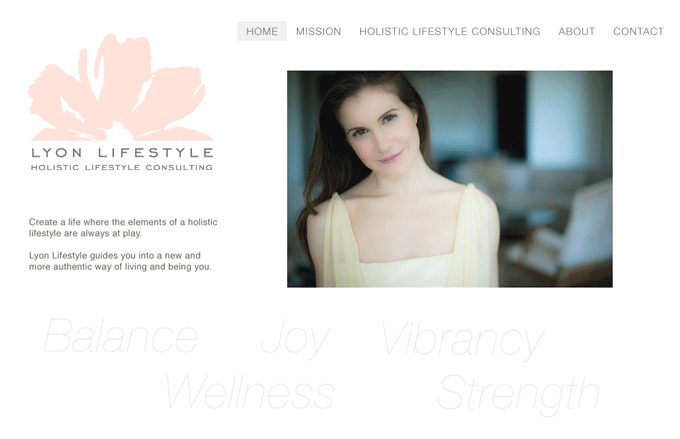 HOME MISSION HOLISTIC LIFESTYLE CONSULTING ABOUT CONTACT
LYON LIFESTYLE
HOLISTIC LIFESTYLE CONSULTING
Create a life where the elements of a holistic
lifestyle are always at play.
Lyon Lifestyle guides you into a new and
more authentic way of living and being you.
Balance Joy Vibrancy
Wellness Strength